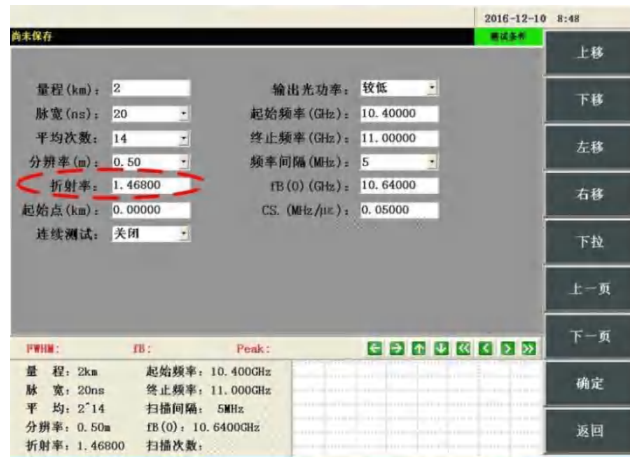 2016-12-10 8:48
尚未保存
测试条件
量程(km): 2
输出光功率: 较低
脉宽(ns): 20
起始频率(GHz): 10.40000
平均次数: 14
终止频率(GHz): 11.00000
分辨率(m): 0.50
频率间隔(MHz): 5
折射率: 1.46800
fB(0)(GHz): 10.64000
起始点(km): 0.00000
CS. (MHz/με): 0.05000
连续测试: 关闭
上移
下移
左移
右移
下拉
上一页
下一页
确定
返回
FWHM: fB: Peak:
量 程: 2km 起始频率: 10.400GHz
脉 宽: 20ns 终止频率: 11.000GHz
平 均: 2^14 扫描间隔: 5MHz
分辨率: 0.50m fB(0): 10.6400GHz
折射率: 1.46800 扫描次数: